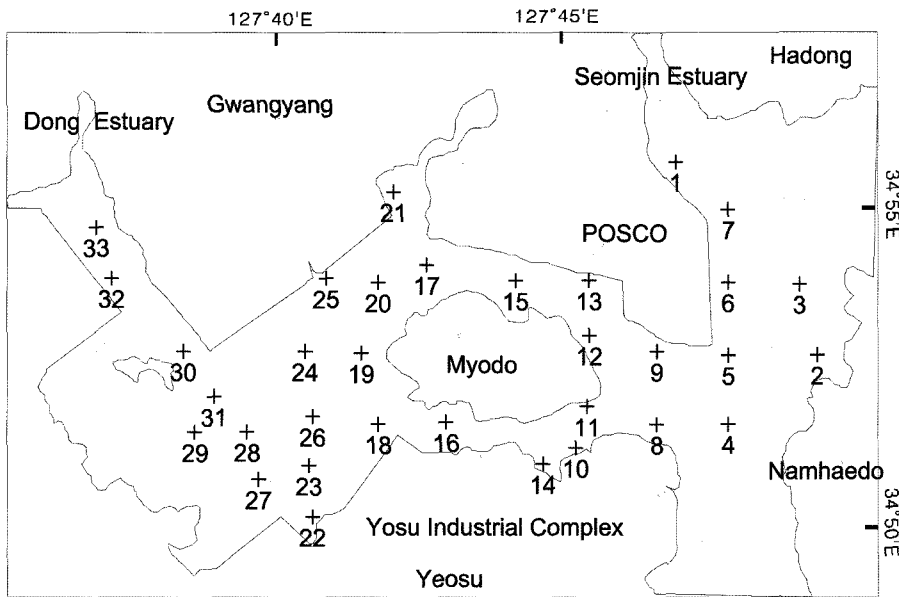 127°40'E
127°45'E
Hadong
Seomjin Estuary
Gwangyang
Dong Estuary
1
34°55'E
21
7
POSCO
33
17
32
25
20
15
13
6
3
12
Myodo
30
24
19
9
5
2
31
11
26
18
16
8
4
29
28
10
23
14
Namhaedo
27
22
Yosu Industrial Complex
34°50'E
Yeosu